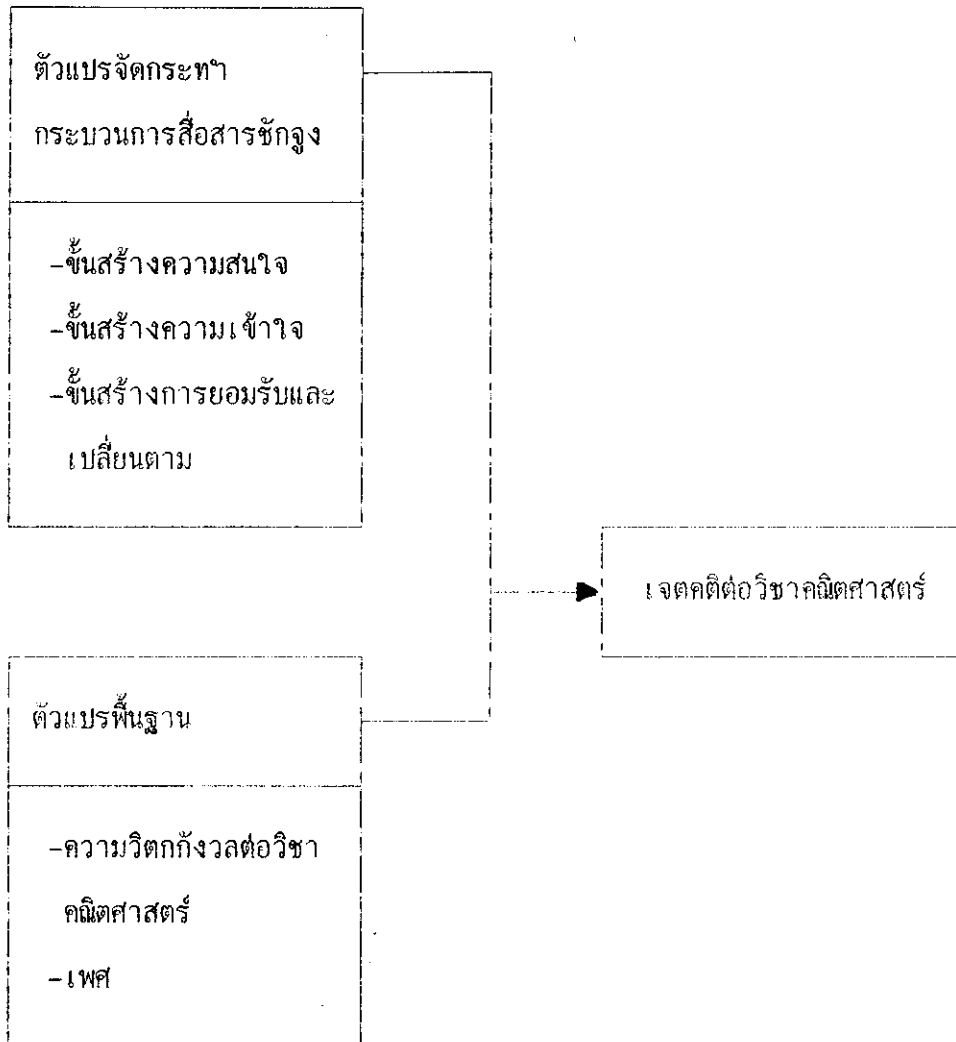 ตัวแปรจัดกระทำ
กระบวนการสื่อสารชักจูง
-ขั้นสร้างความสนใจ
-ขั้นสร้างความเข้าใจ
-ขั้นสร้างการยอมรับและ
เปลี่ยนตาม
เจตคติต่อวิชาคณิตศาสตร์
ตัวแปรพื้นฐาน
-ความวิตกกังวลต่อวิชา
คณิตศาสตร์
-เพศ